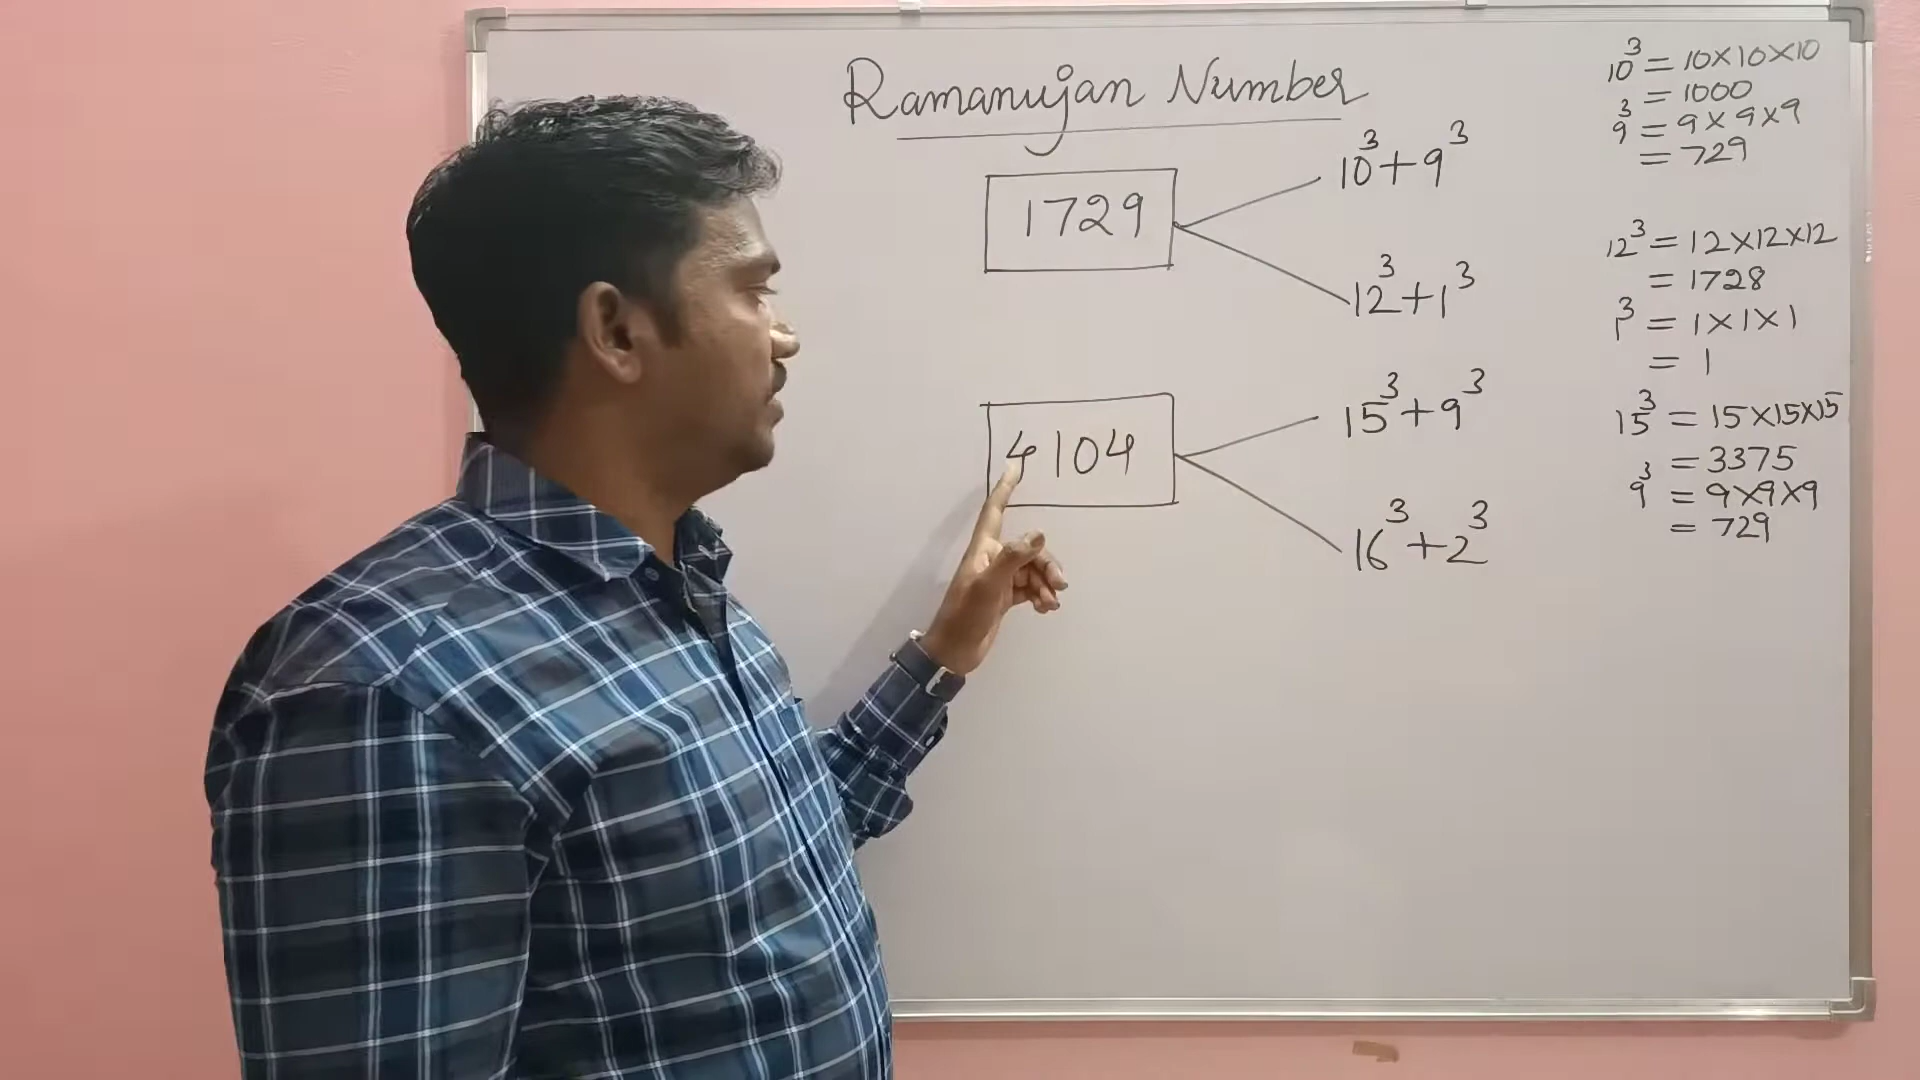 Ramanujan Number
1729
10³+9³
12³+1³
4104
15³+9³
16³+2³
10³ = 10×10×10
= 1000
9³ = 9×9×9
= 729
12³ = 12×12×12
= 1728
1³ = 1×1×1
= 1
15³ = 15×15×15
= 3375
9³ = 9×9×9
= 729